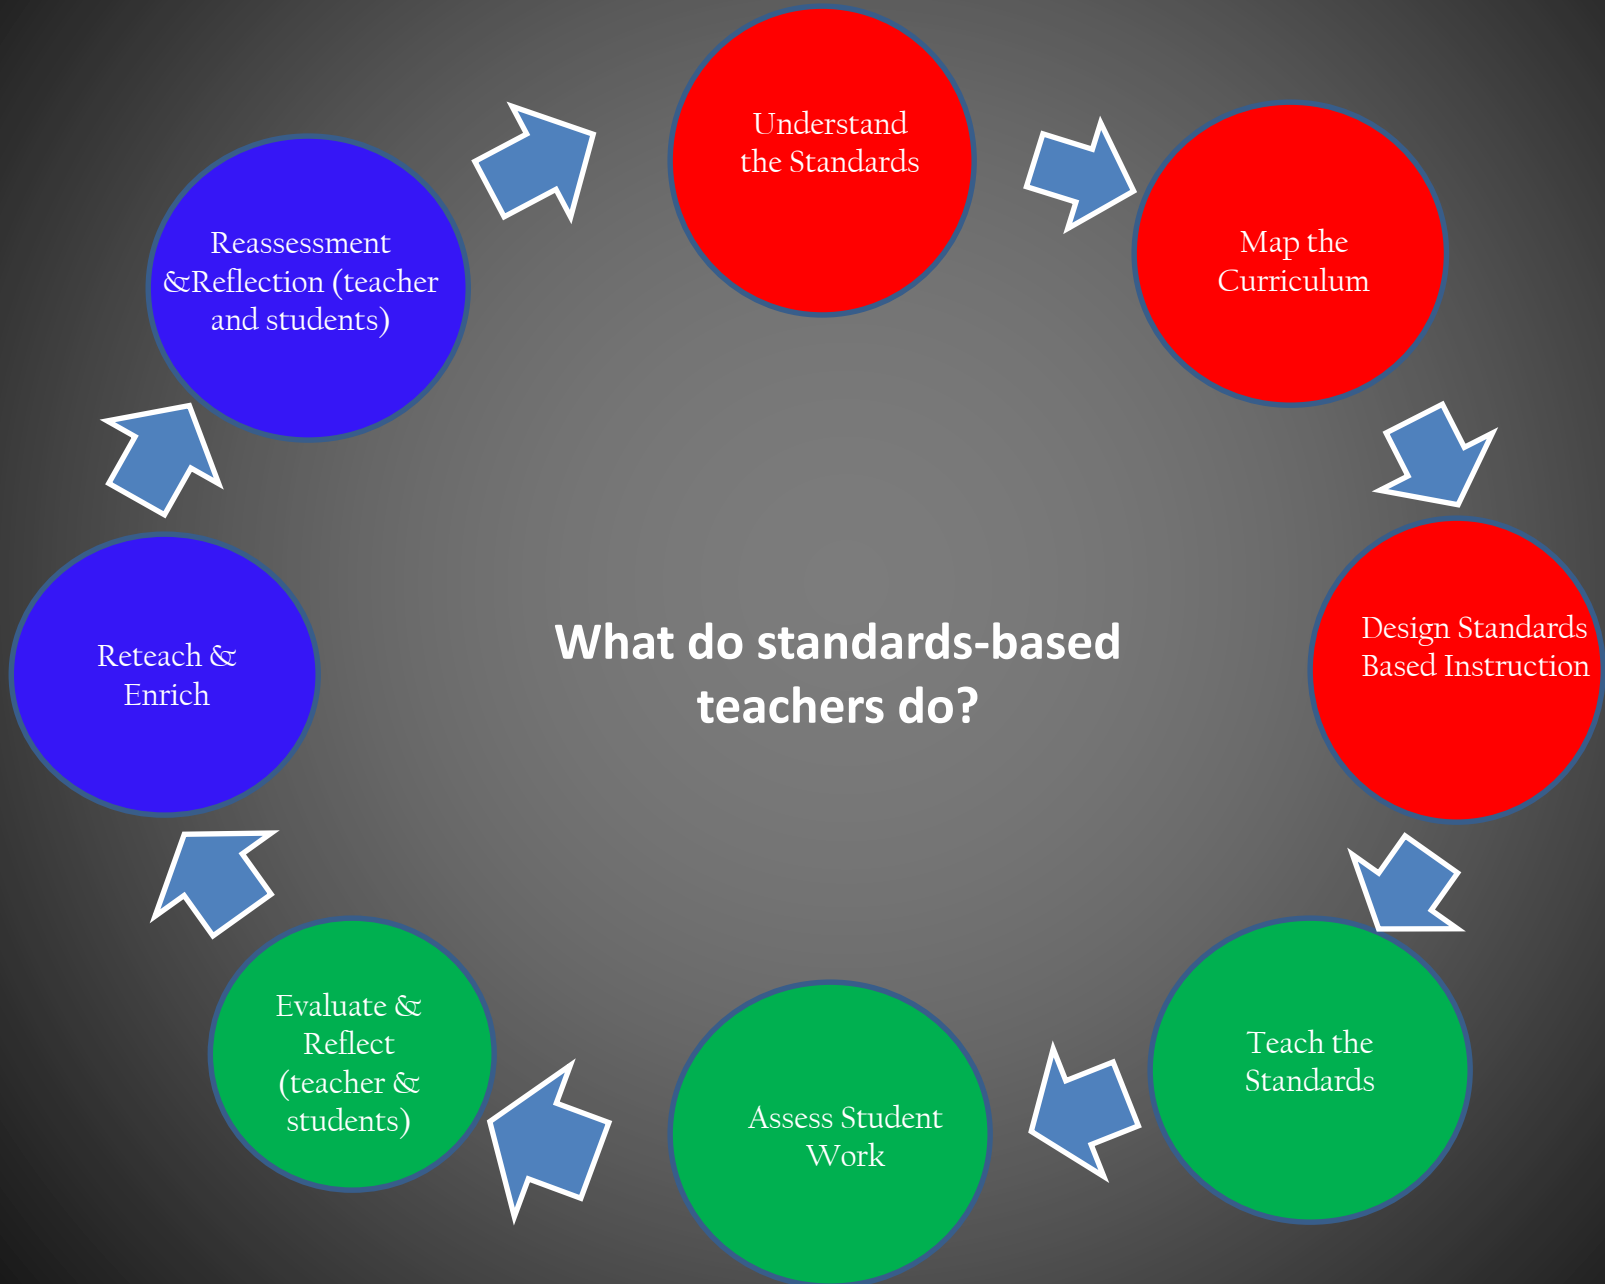 Understand
the Standards
Map the
Curriculum
Design Standards
Based Instruction
Teach the
Standards
Assess Student
Work
Evaluate &
Reflect
(teacher &
students)
Reteach &
Enrich
Reassessment
&Reflection (teacher
and students)
What do standards-based
teachers do?